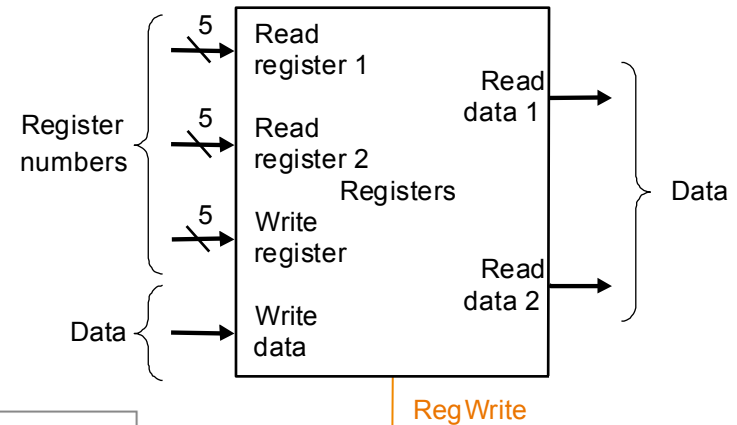 5
Read
register 1
Read
data 1
Register
numbers
5
Read
register 2
Registers
Data
5
Write
register
Read
data 2
Data
Write
data
RegWrite